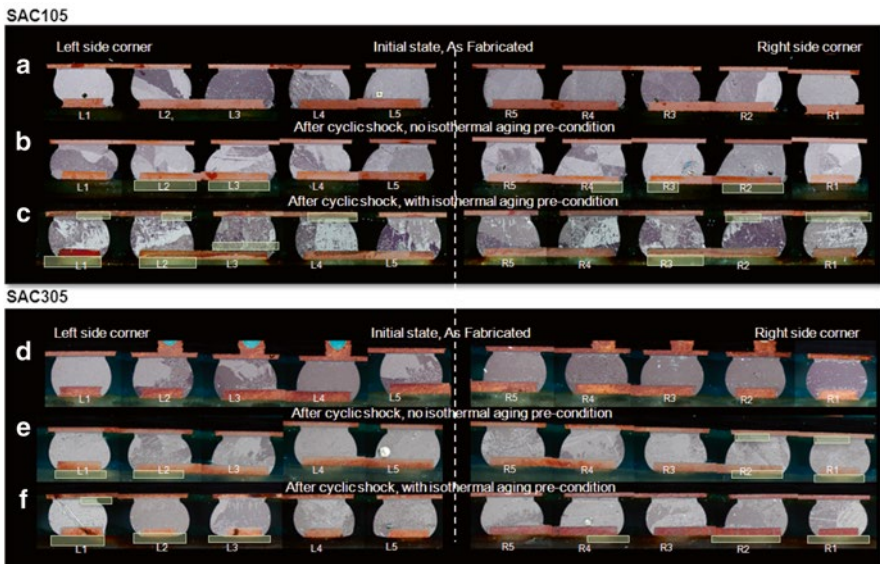 SAC105
Left side corner Initial state, As Fabricated Right side corner
a
L1 L2, L3 L4 L5 R5 R4 R3 R2 R1
After cyclic shock, no isothermal aging pre-condition
b
L1 L2 L3 L4 L5 R5 R4 R3 R2 R1
After cyclic shock, with isothermal aging pre-condition
c
L1 L2 L3 L4 L5 R5 R4 R3 R2 R1
SAC305
Left side corner Initial state, As Fabricated Right side corner
d
L1 L2 L3 L4 L5 R5 R4 R3 R2 R1
After cyclic shock, no isothermal aging pre-condition
e
L1 L2 L3 L4 L5 R5 R4 R3 R2 R1
After cyclic shock, with isothermal aging pre-condition
f
L1 L2 L3 L4 L5 R5 R4 R3 R2 R1